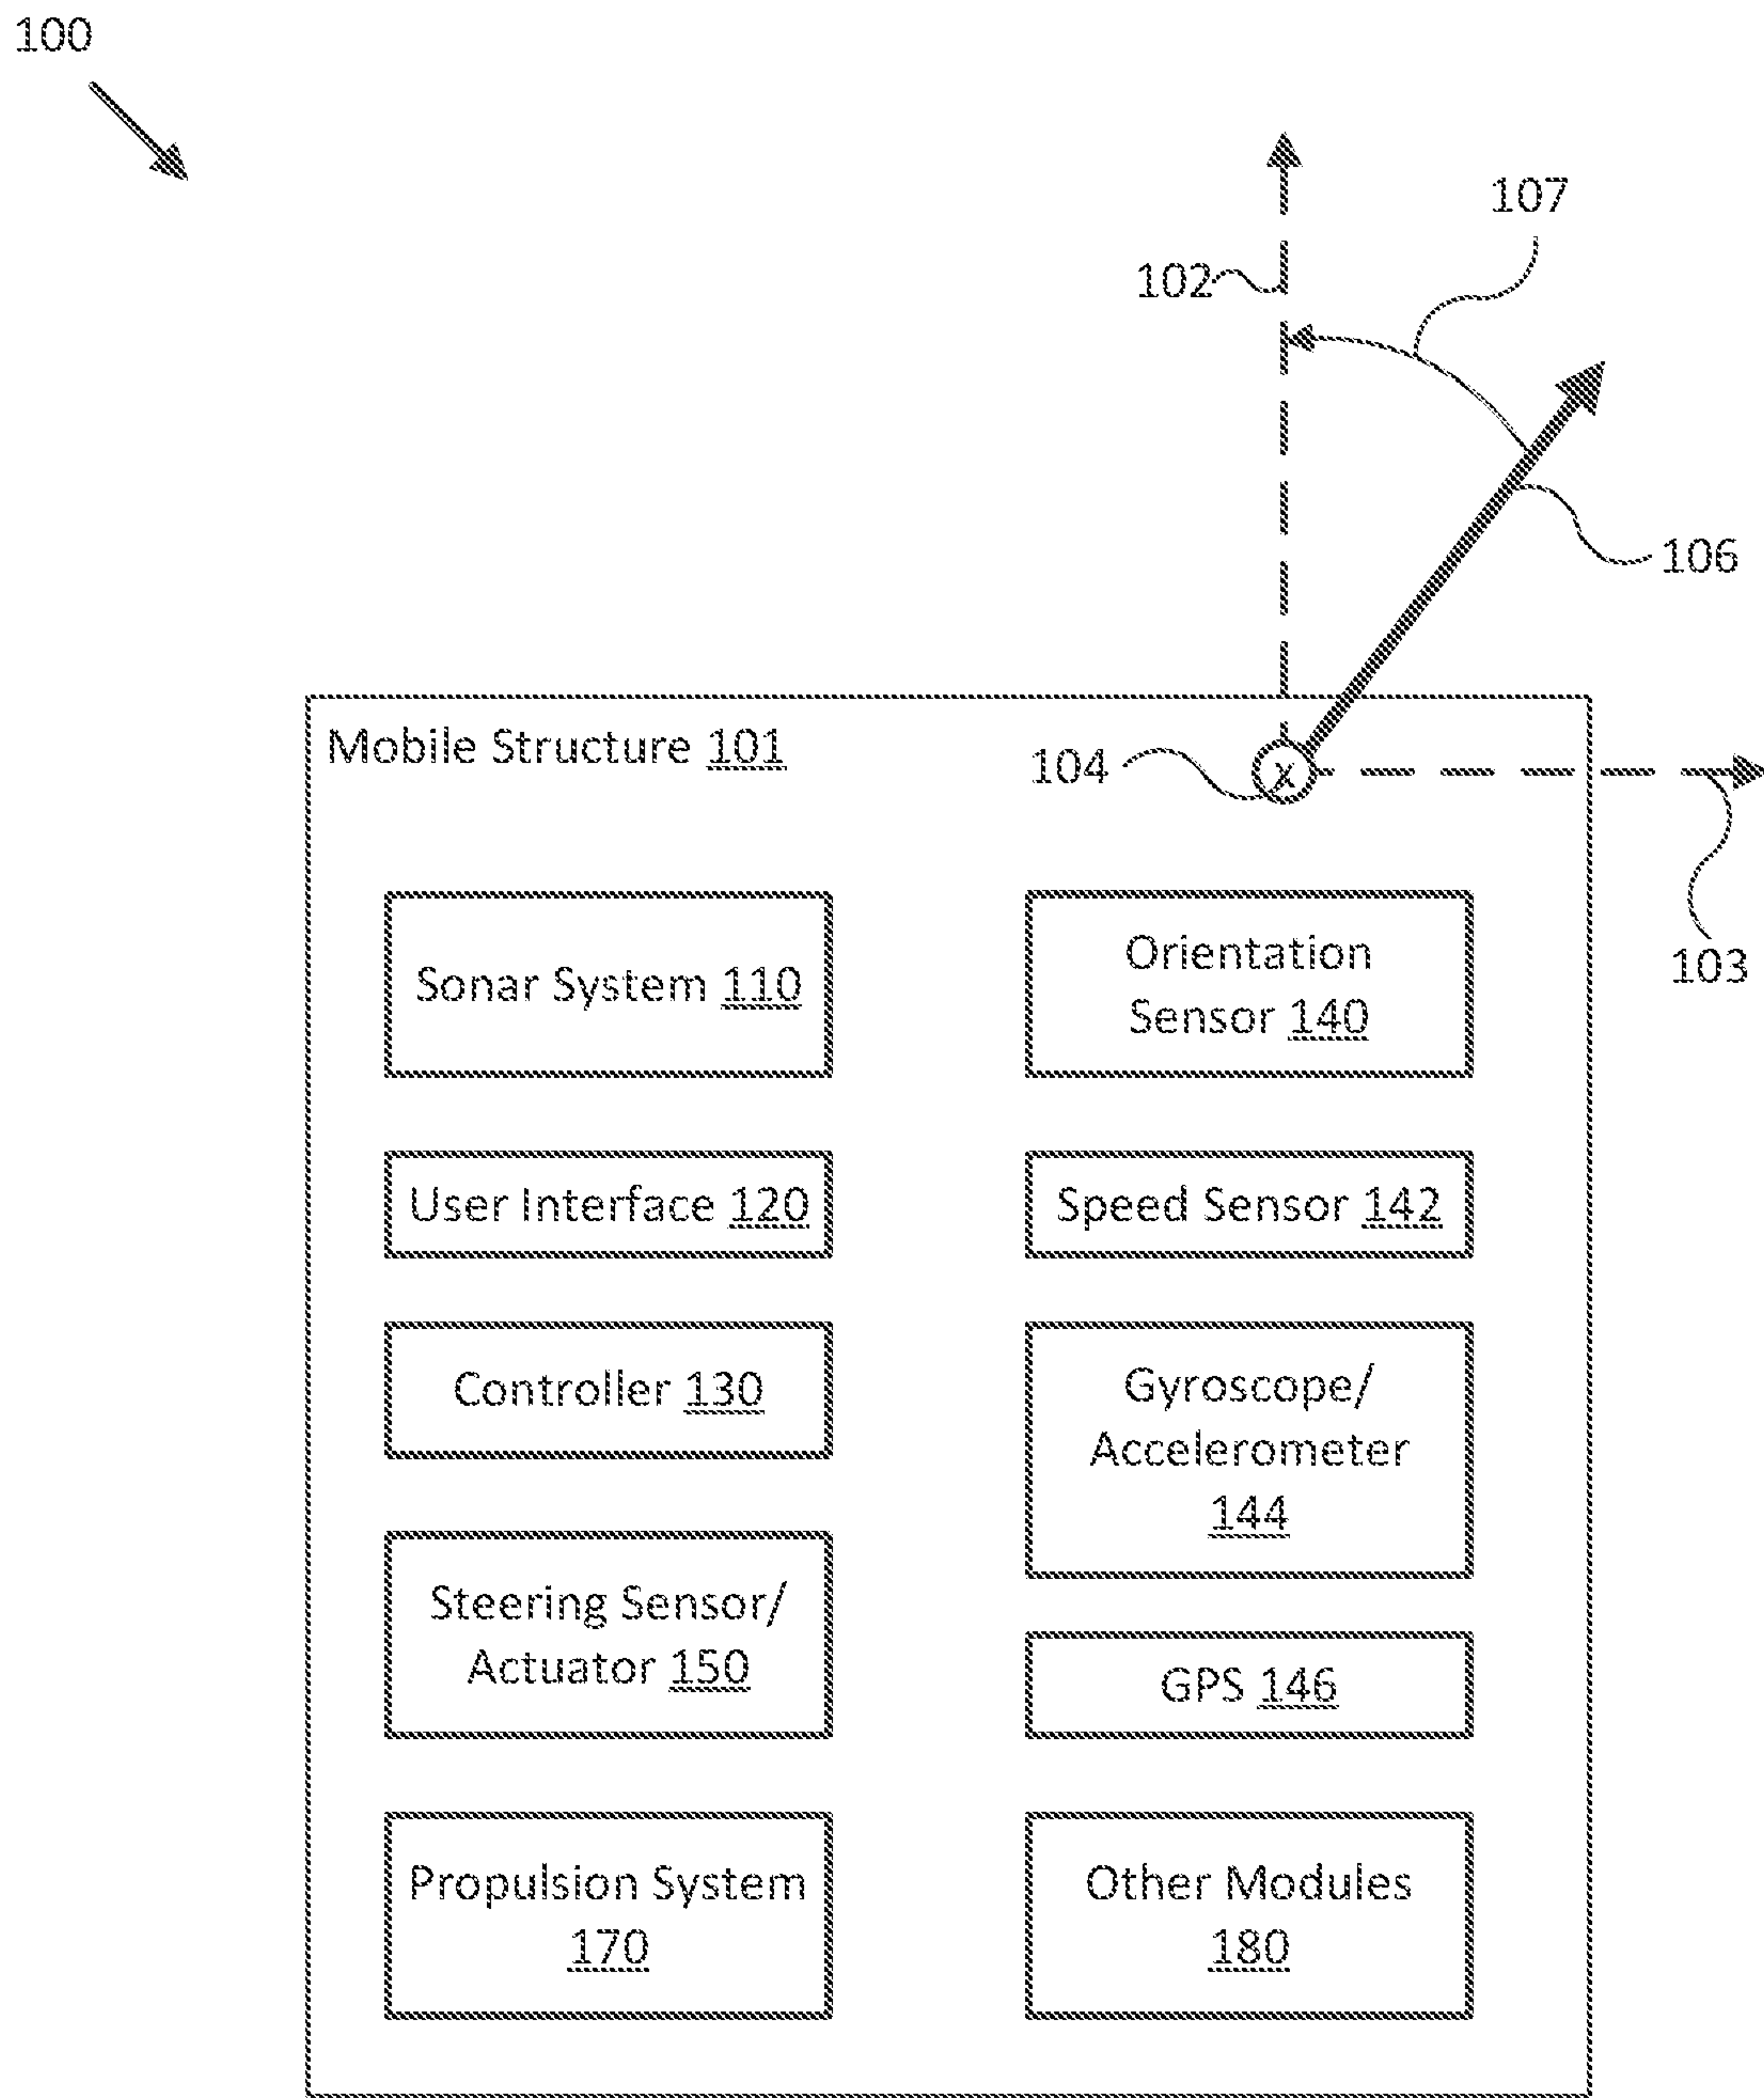 100
107
102
106
Mobile Structure 101
104
x
103
Sonar System 110
Orientation
Sensor 140
User Interface 120
Speed Sensor 142
Controller 130
Gyroscope/
Accelerometer
144
Steering Sensor/
Actuator 150
GPS 146
Propulsion System
170
Other Modules
180